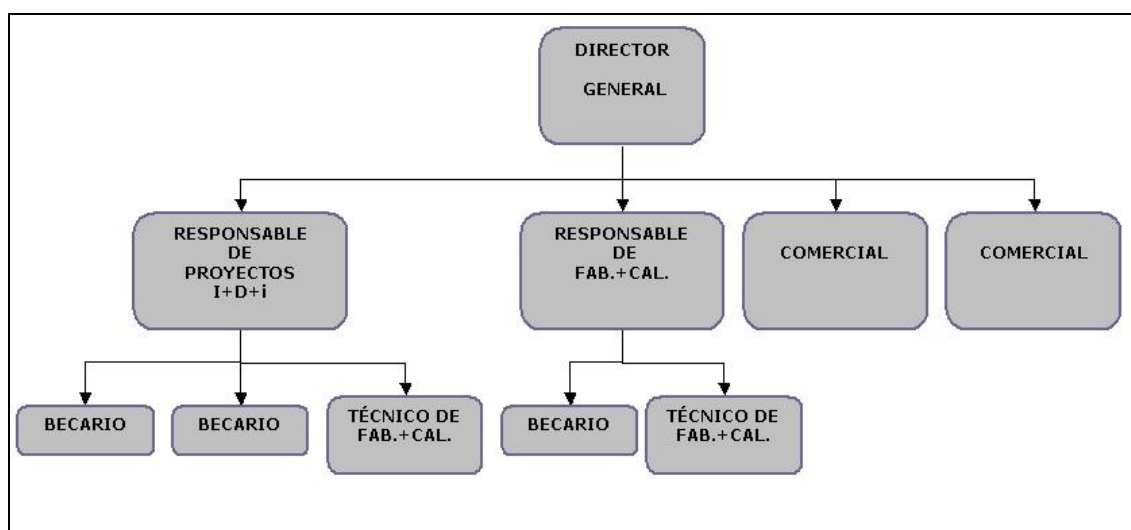 DIRECTOR
GENERAL
RESPONSABLE
DE
PROYECTOS
I+D+i
RESPONSABLE
DE
FAB.+CAL.
COMERCIAL
COMERCIAL
BECARIO
BECARIO
TÉCNICO DE
FAB.+CAL.
BECARIO
TÉCNICO DE
FAB.+CAL.